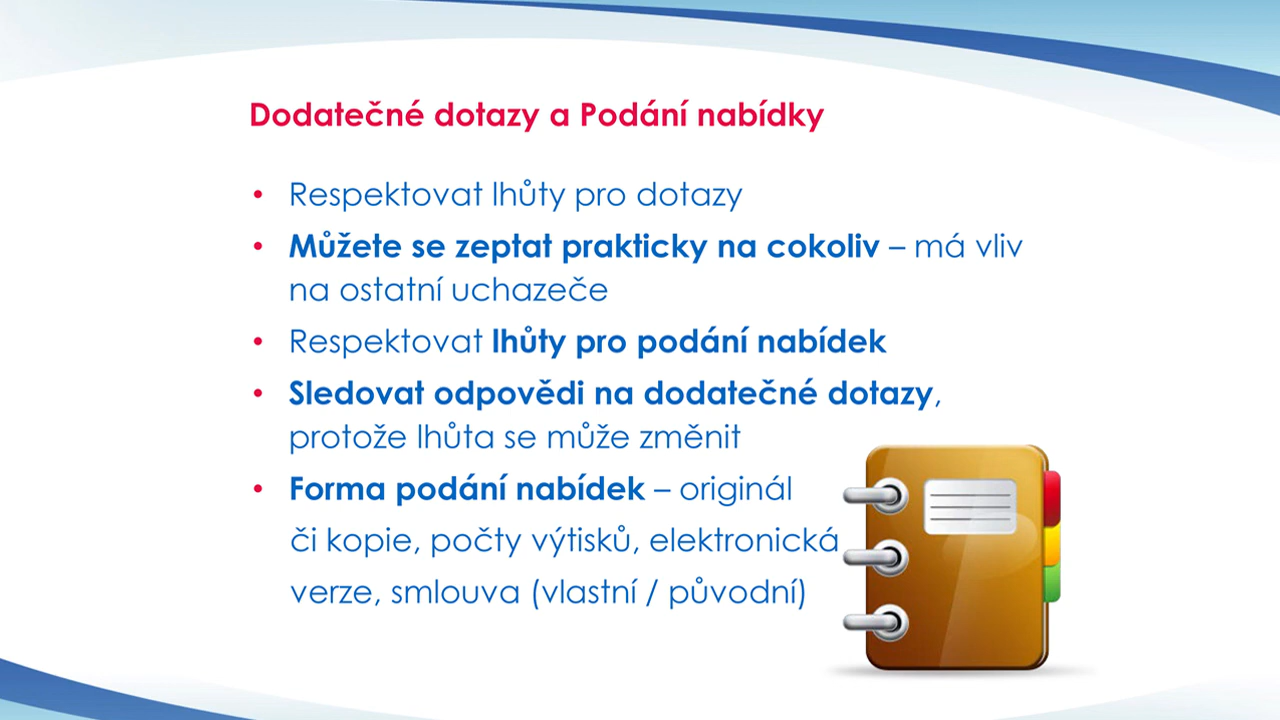 Dodatečné dotazy a Podání nabídky
• Respektovat lhůty pro dotazy
• Můžete se zeptat prakticky na cokoliv – má vliv
na ostatní uchazeče
• Respektovat lhůty pro podání nabídek
• Sledovat odpovědi na dodatečné dotazy,
protože lhůta se může změnit
• Forma podání nabídek – originál
či kopie, počty výtisků, elektronická
verze, smlouva (vlastní / původní)